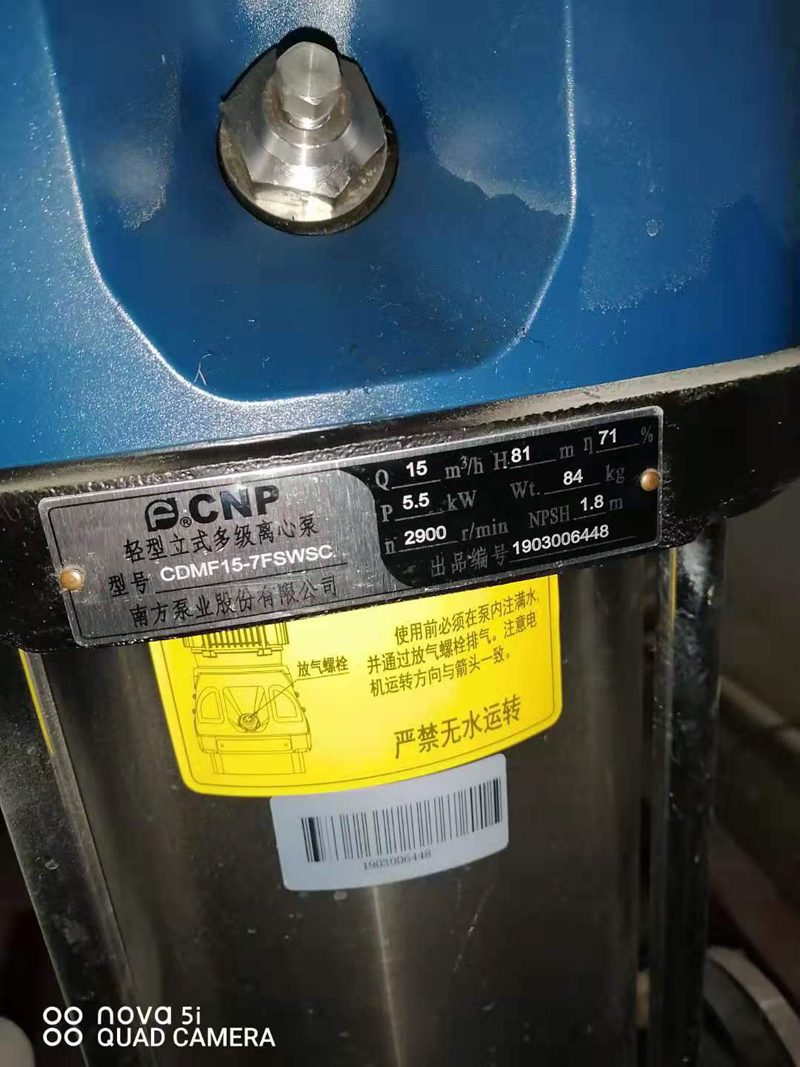 ®CNP
轻型立式多级离心泵
型号 CDMF15-7FSWSC
南方泵业股份有限公司
Q 15 m³/h H 81 m η 71 %
P 5.5 kW Wt. 84 kg
n 2900 r/min NPSH 1.8 m
出品编号 1903006448
放气螺栓
使用前必须在泵内注满水,
并通过放气螺栓排气。注意电
机运转方向与箭头一致。
严禁无水运转
1903006448
nova 5i
QUAD CAMERA